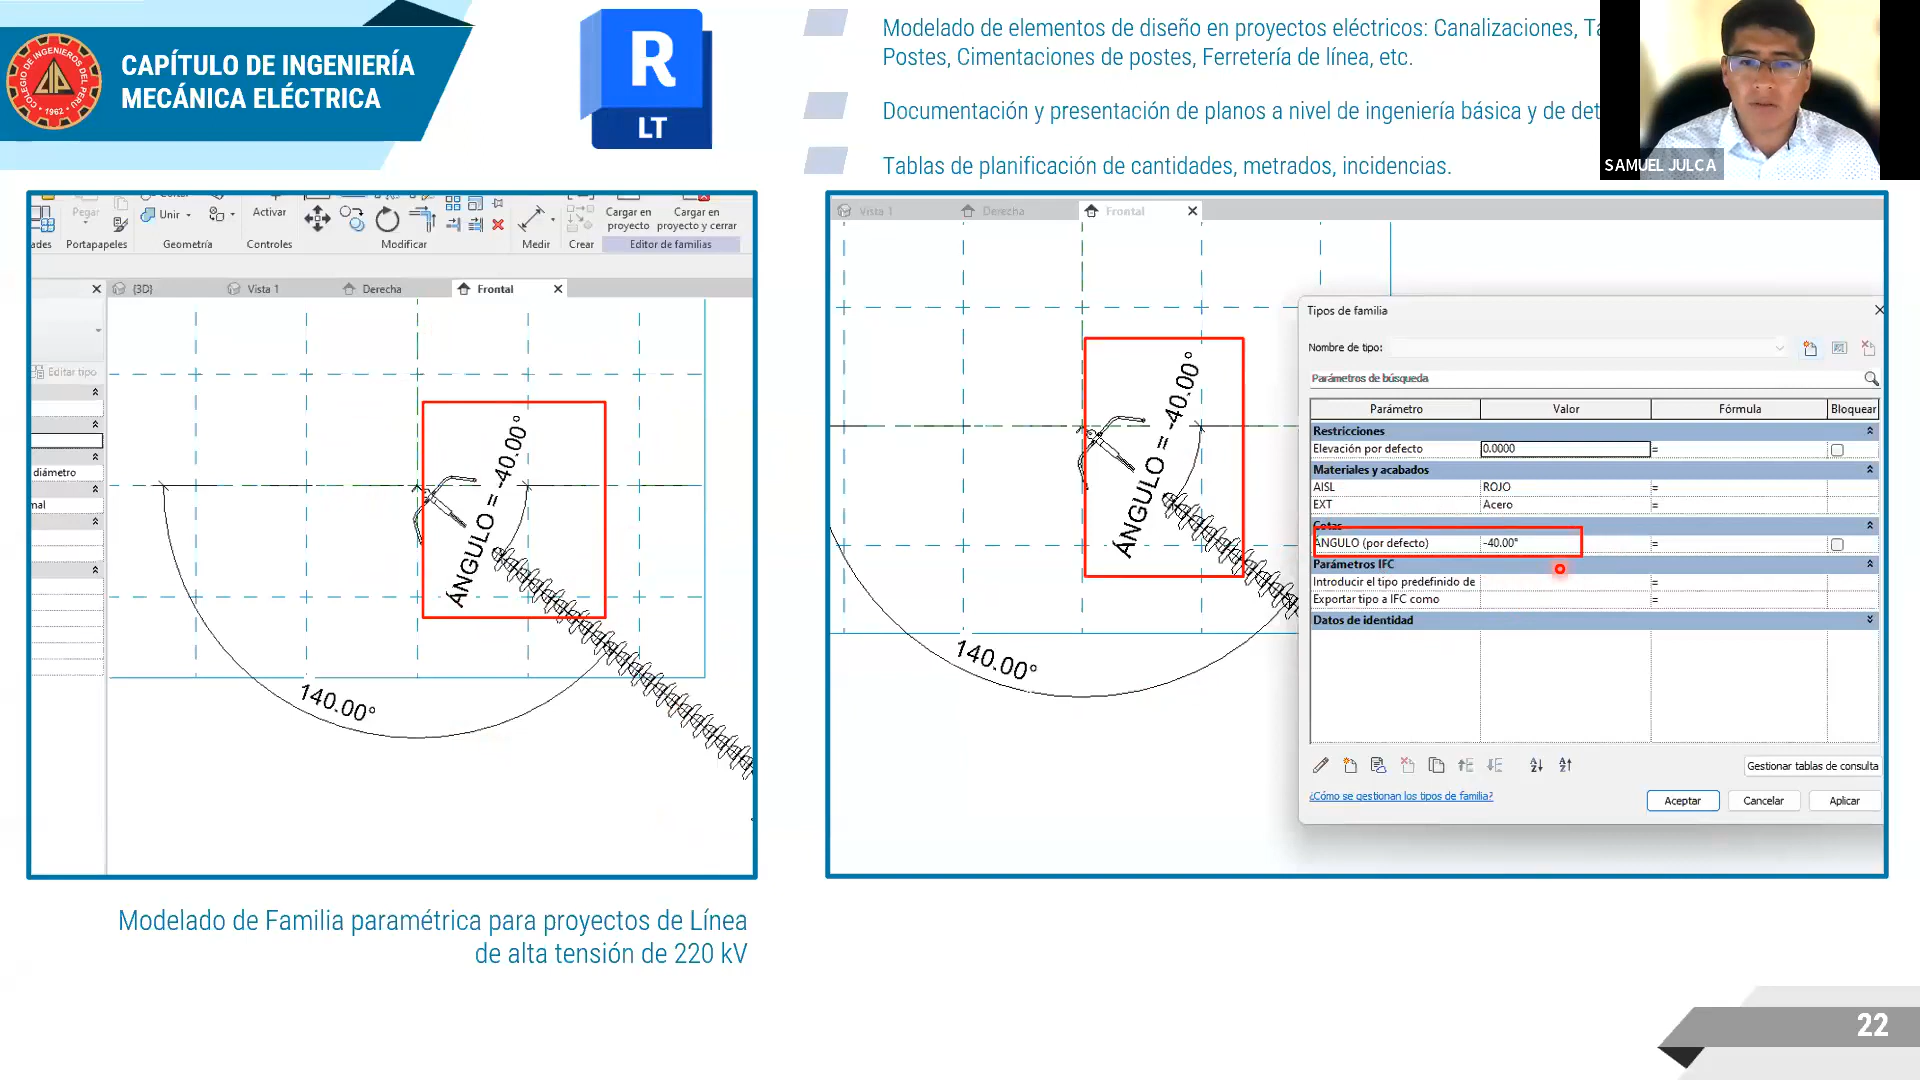 CAPÍTULO DE INGENIERÍA
MECÁNICA ELÉCTRICA
COLEGIO DE INGENIEROS DEL PERU
1962
R
LT
Modelado de elementos de diseño en proyectos eléctricos: Canalizaciones,
Postes, Cimentaciones de postes, Ferretería de línea, etc.
Documentación y presentación de planos a nivel de ingeniería básica y de
Tablas de planificación de cantidades, metrados, incidencias.
SAMUEL JULCA
Pegar
Unir
Activar
Cargar en
proyecto
Cargar en
proyecto y cerrar
Portapapeles
Geometría
Controles
Modificar
Medir
Crear
Editor de familias
{3D}
Vista 1
Derecha
Frontal
Editar tipo
diámetro
ÁNGULO = -40.00°
140.00°
Vista 1
Derecha
Frontal
ÁNGULO = -40.00°
140.00°
Tipos de familia
Nombre de tipo:
Parámetros de búsqueda
Parámetro Valor Fórmula Bloquear
Restricciones
Elevación por defecto 0.0000 =
Materiales y acabados
AISL ROJO =
EXT Acero =
Cotas
ÁNGULO (por defecto) -40.00° =
Parámetros IFC
Introducir el tipo predefinido de =
Exportar tipo a IFC como =
Datos de identidad
Gestionar tablas de consulta
¿Cómo se gestionan los tipos de familia?
Aceptar Cancelar Aplicar
Modelado de Familia paramétrica para proyectos de Línea
de alta tensión de 220 kV
22